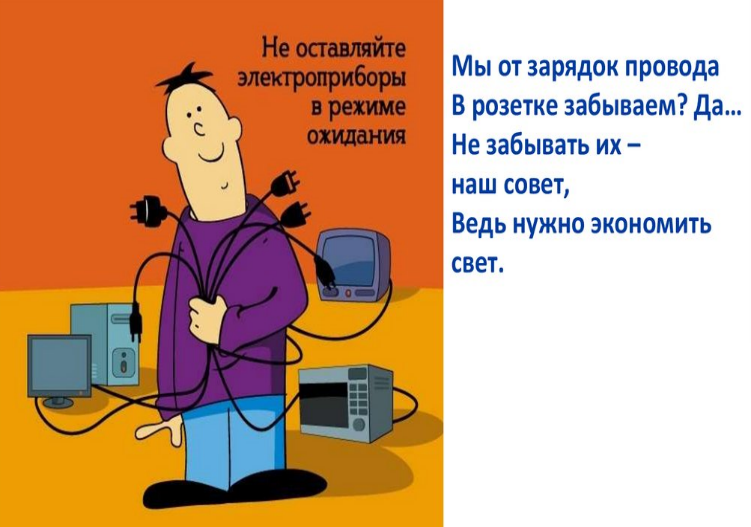 Не оставляйте
электроприборы
в режиме
ожидания
Мы от зарядок провода
В розетке забываем? Да...
Не забывать их –
наш совет,
Ведь нужно экономить
свет.